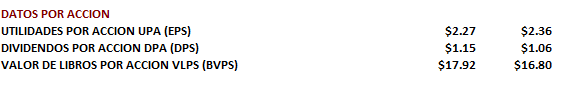 DATOS POR ACCION
UTILIDADES POR ACCION UPA (EPS) $2.27 $2.36
DIVIDENDOS POR ACCION DPA (DPS) $1.15 $1.06
VALOR DE LIBROS POR ACCION VLPS (BVPS) $17.92 $16.80